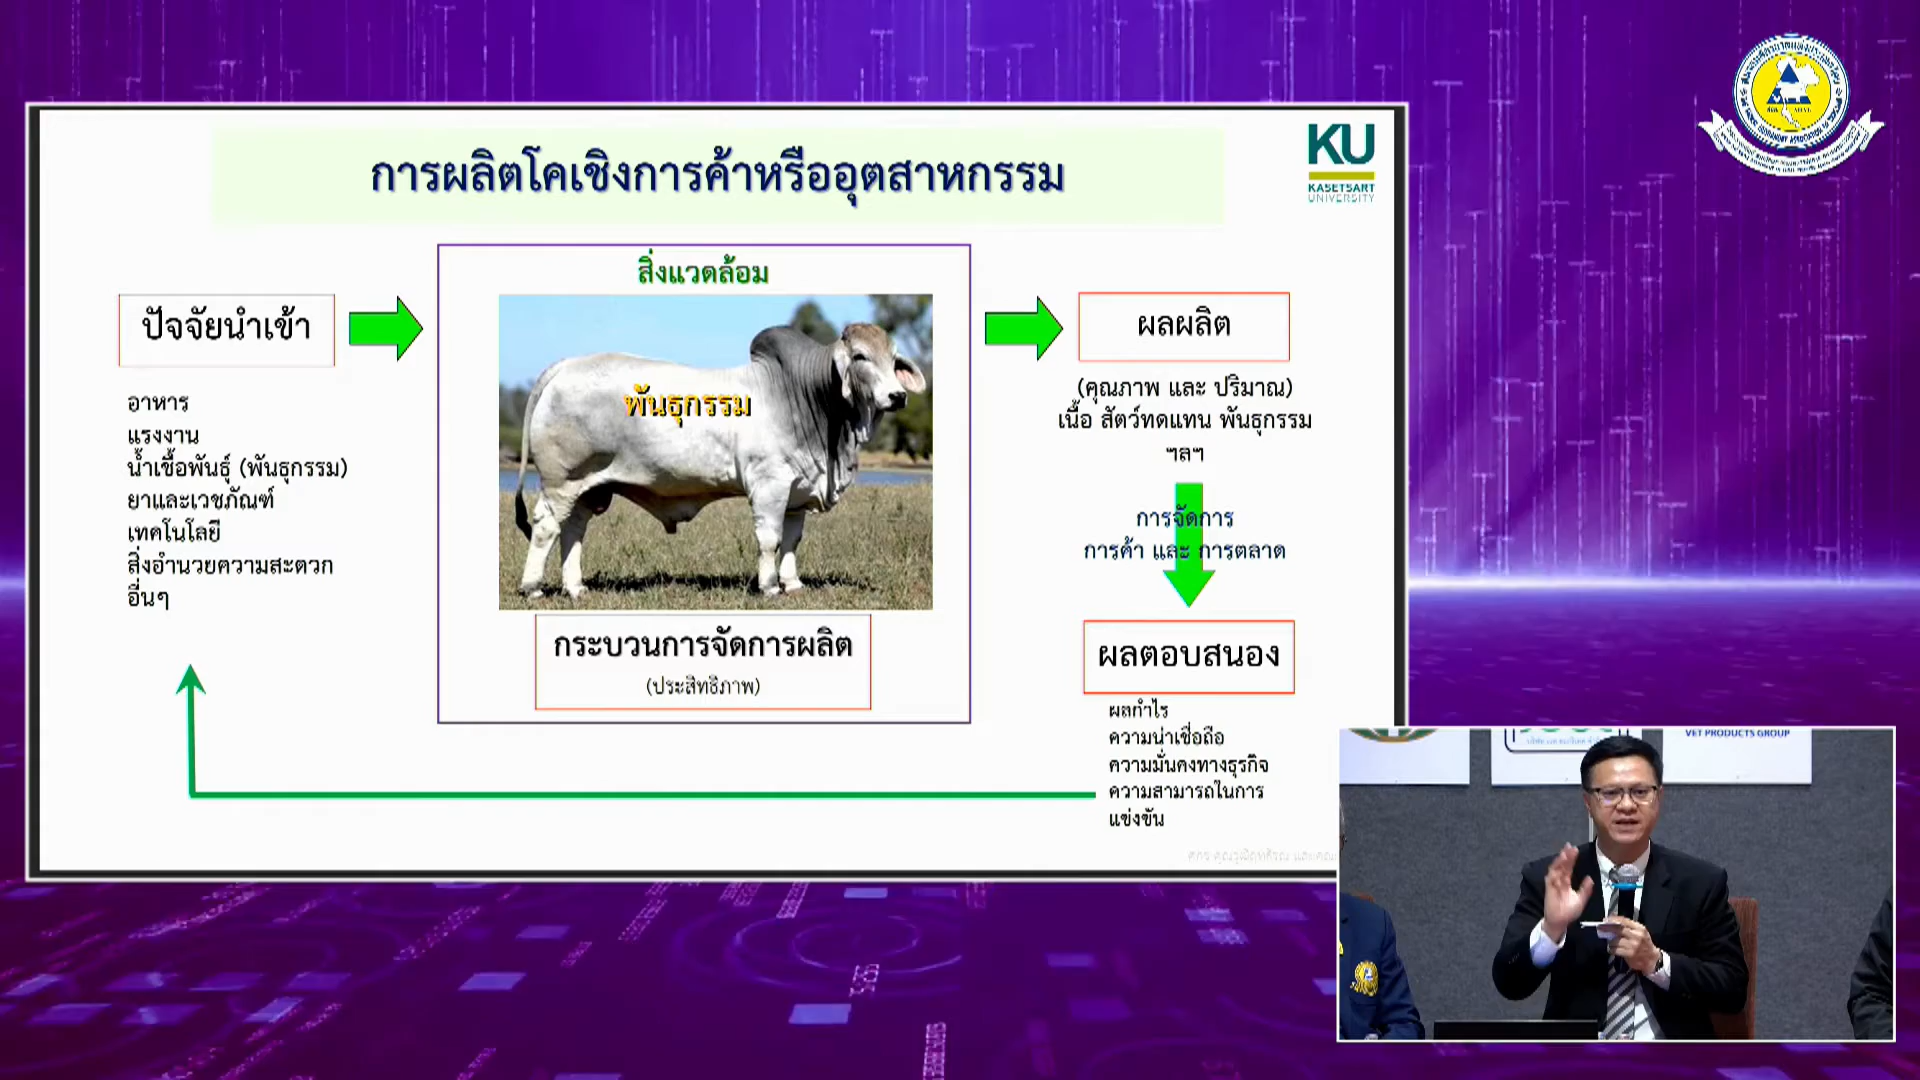 การผลิตโคเชิงการค้าหรืออุตสาหกรรม
KU
KASETSART
UNIVERSITY
สิ่งแวดล้อม
ปัจจัยนำเข้า
อาหาร
แรงงาน
น้ำเชื้อพันธุ์ (พันธุกรรม)
ยาและเวชภัณฑ์
เทคโนโลยี
สิ่งอำนวยความสะดวก
อื่นๆ
พันธุกรรม
กระบวนการจัดการผลิต
(ประสิทธิภาพ)
ผลผลิต
(คุณภาพ และ ปริมาณ)
เนื้อ สัตว์ทดแทน พันธุกรรม
ฯลฯ
การจัดการ
การค้า และ การตลาด
ผลตอบสนอง
ผลกำไร
ความน่าเชื่อถือ
ความมั่นคงทางธุรกิจ
ความสามารถในการ
แข่งขัน
VET PRODUCTS GROUP